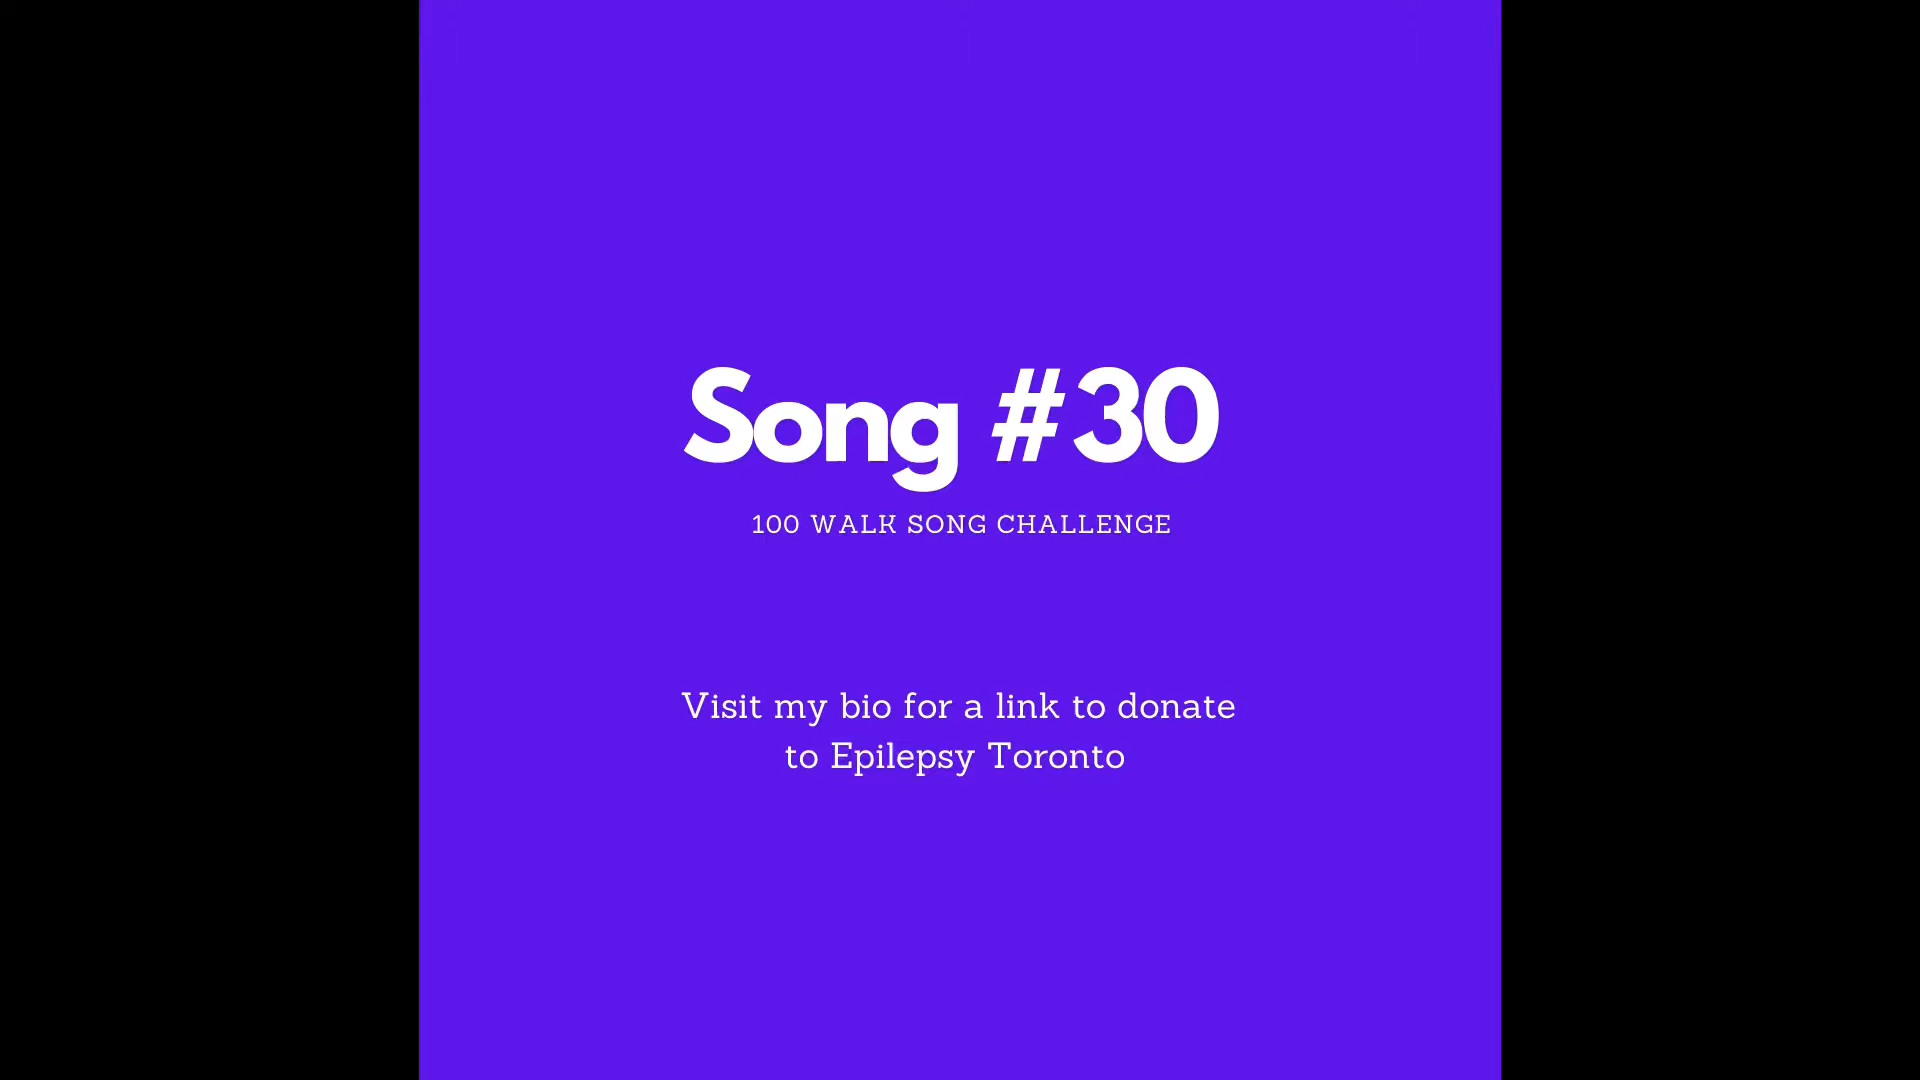 Song #30
100 WALK SONG CHALLENGE
Visit my bio for a link to donate
to Epilepsy Toronto